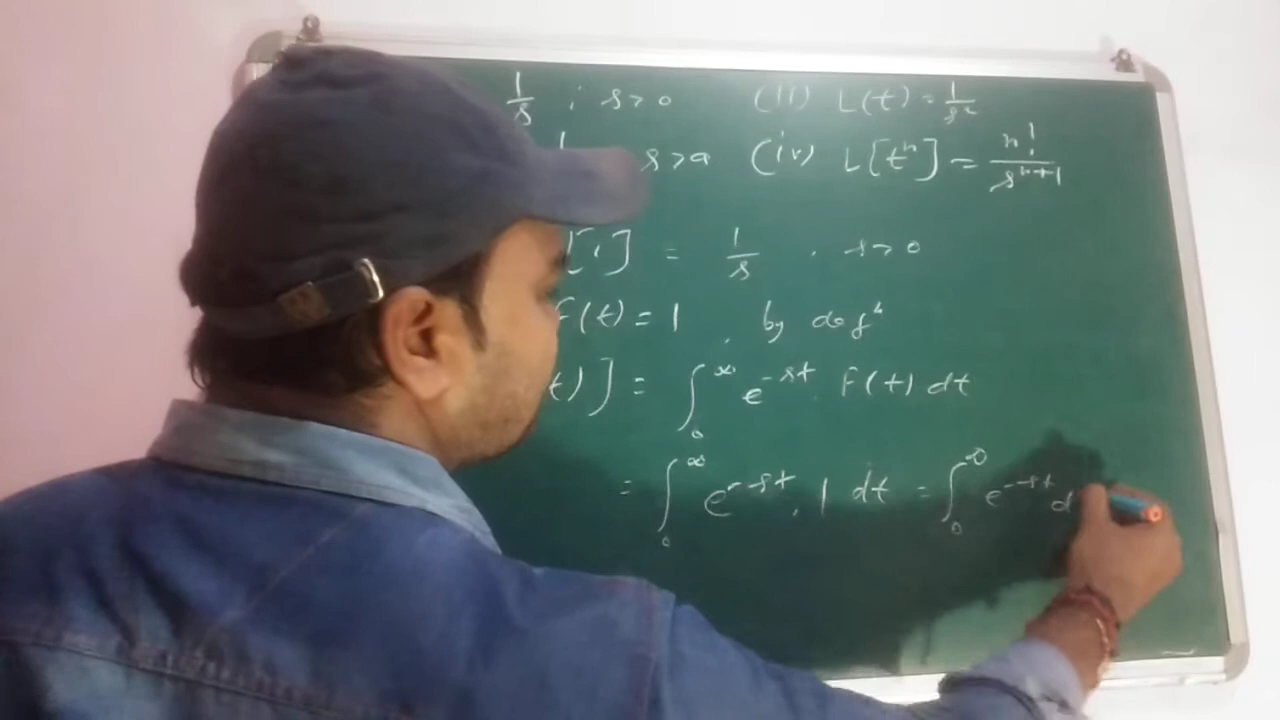 1/s ; s>0 (ii) L(t) = 1/s²
s>a (iv) L[tⁿ] = n!/sⁿ⁺¹
[1] = 1/s , s>0
F(t) = 1 , by defⁿ
t)] = ∫₀^∞ e^{-st} . F(t) dt
= ∫₀^∞ e^{-st} . 1 dt = ∫₀^∞ e^{-st} d